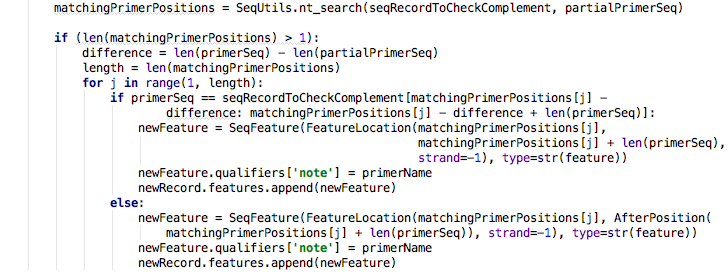 matchingPrimerPositions = SeqUtils.nt_search(seqRecordToCheckComplement, partialPrimerSeq)
if (len(matchingPrimerPositions) > 1):
difference = len(primerSeq) - len(partialPrimerSeq)
length = len(matchingPrimerPositions)
for j in range(1, length):
if primerSeq == seqRecordToCheckComplement[matchingPrimerPositions[j] -
difference: matchingPrimerPositions[j] - difference + len(primerSeq)]:
newFeature = SeqFeature(FeatureLocation(matchingPrimerPositions[j],
matchingPrimerPositions[j] + len(primerSeq),
strand=-1), type=str(feature))
newFeature.qualifiers['note'] = primerName
newRecord.features.append(newFeature)
else:
newFeature = SeqFeature(FeatureLocation(matchingPrimerPositions[j], AfterPosition(
matchingPrimerPositions[j] + len(primerSeq)), strand=-1), type=str(feature))
newFeature.qualifiers['note'] = primerName
newRecord.features.append(newFeature)